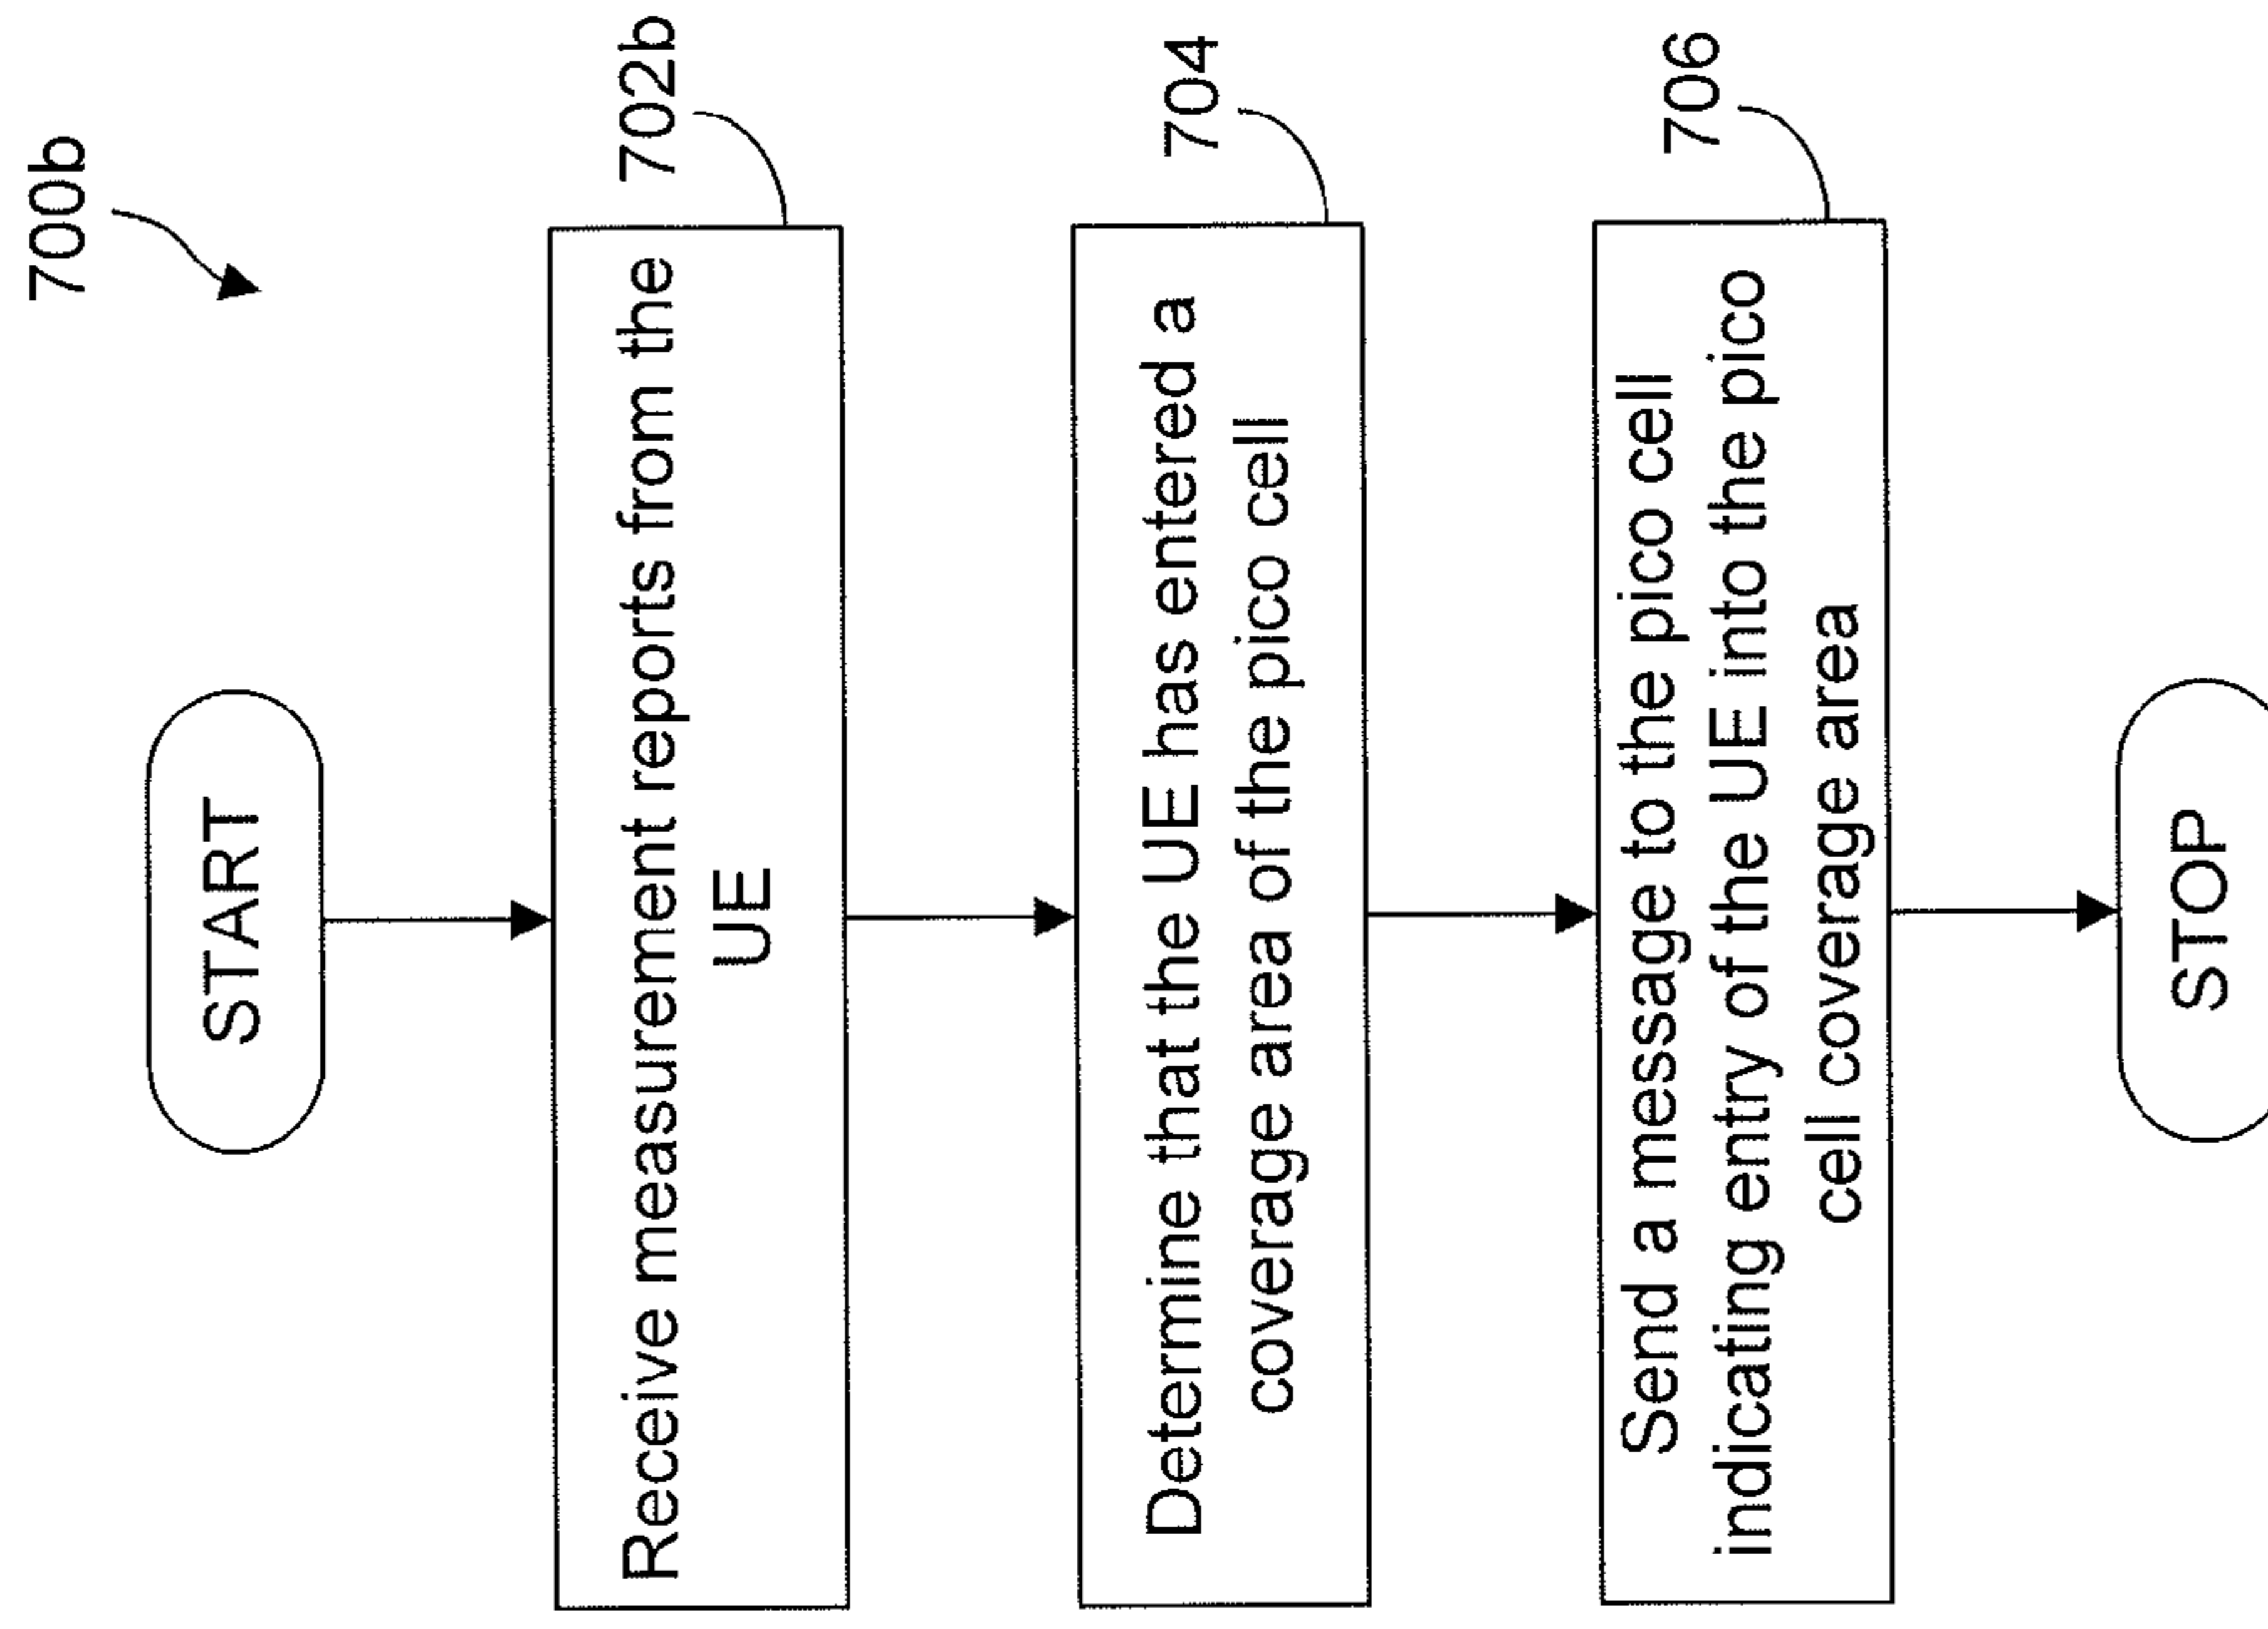 700b
START
Receive measurement reports from the
UE
702b
Determine that the UE has entered a
coverage area of the pico cell
704
Send a message to the pico cell
indicating entry of the UE into the pico
cell coverage area
706
STOP